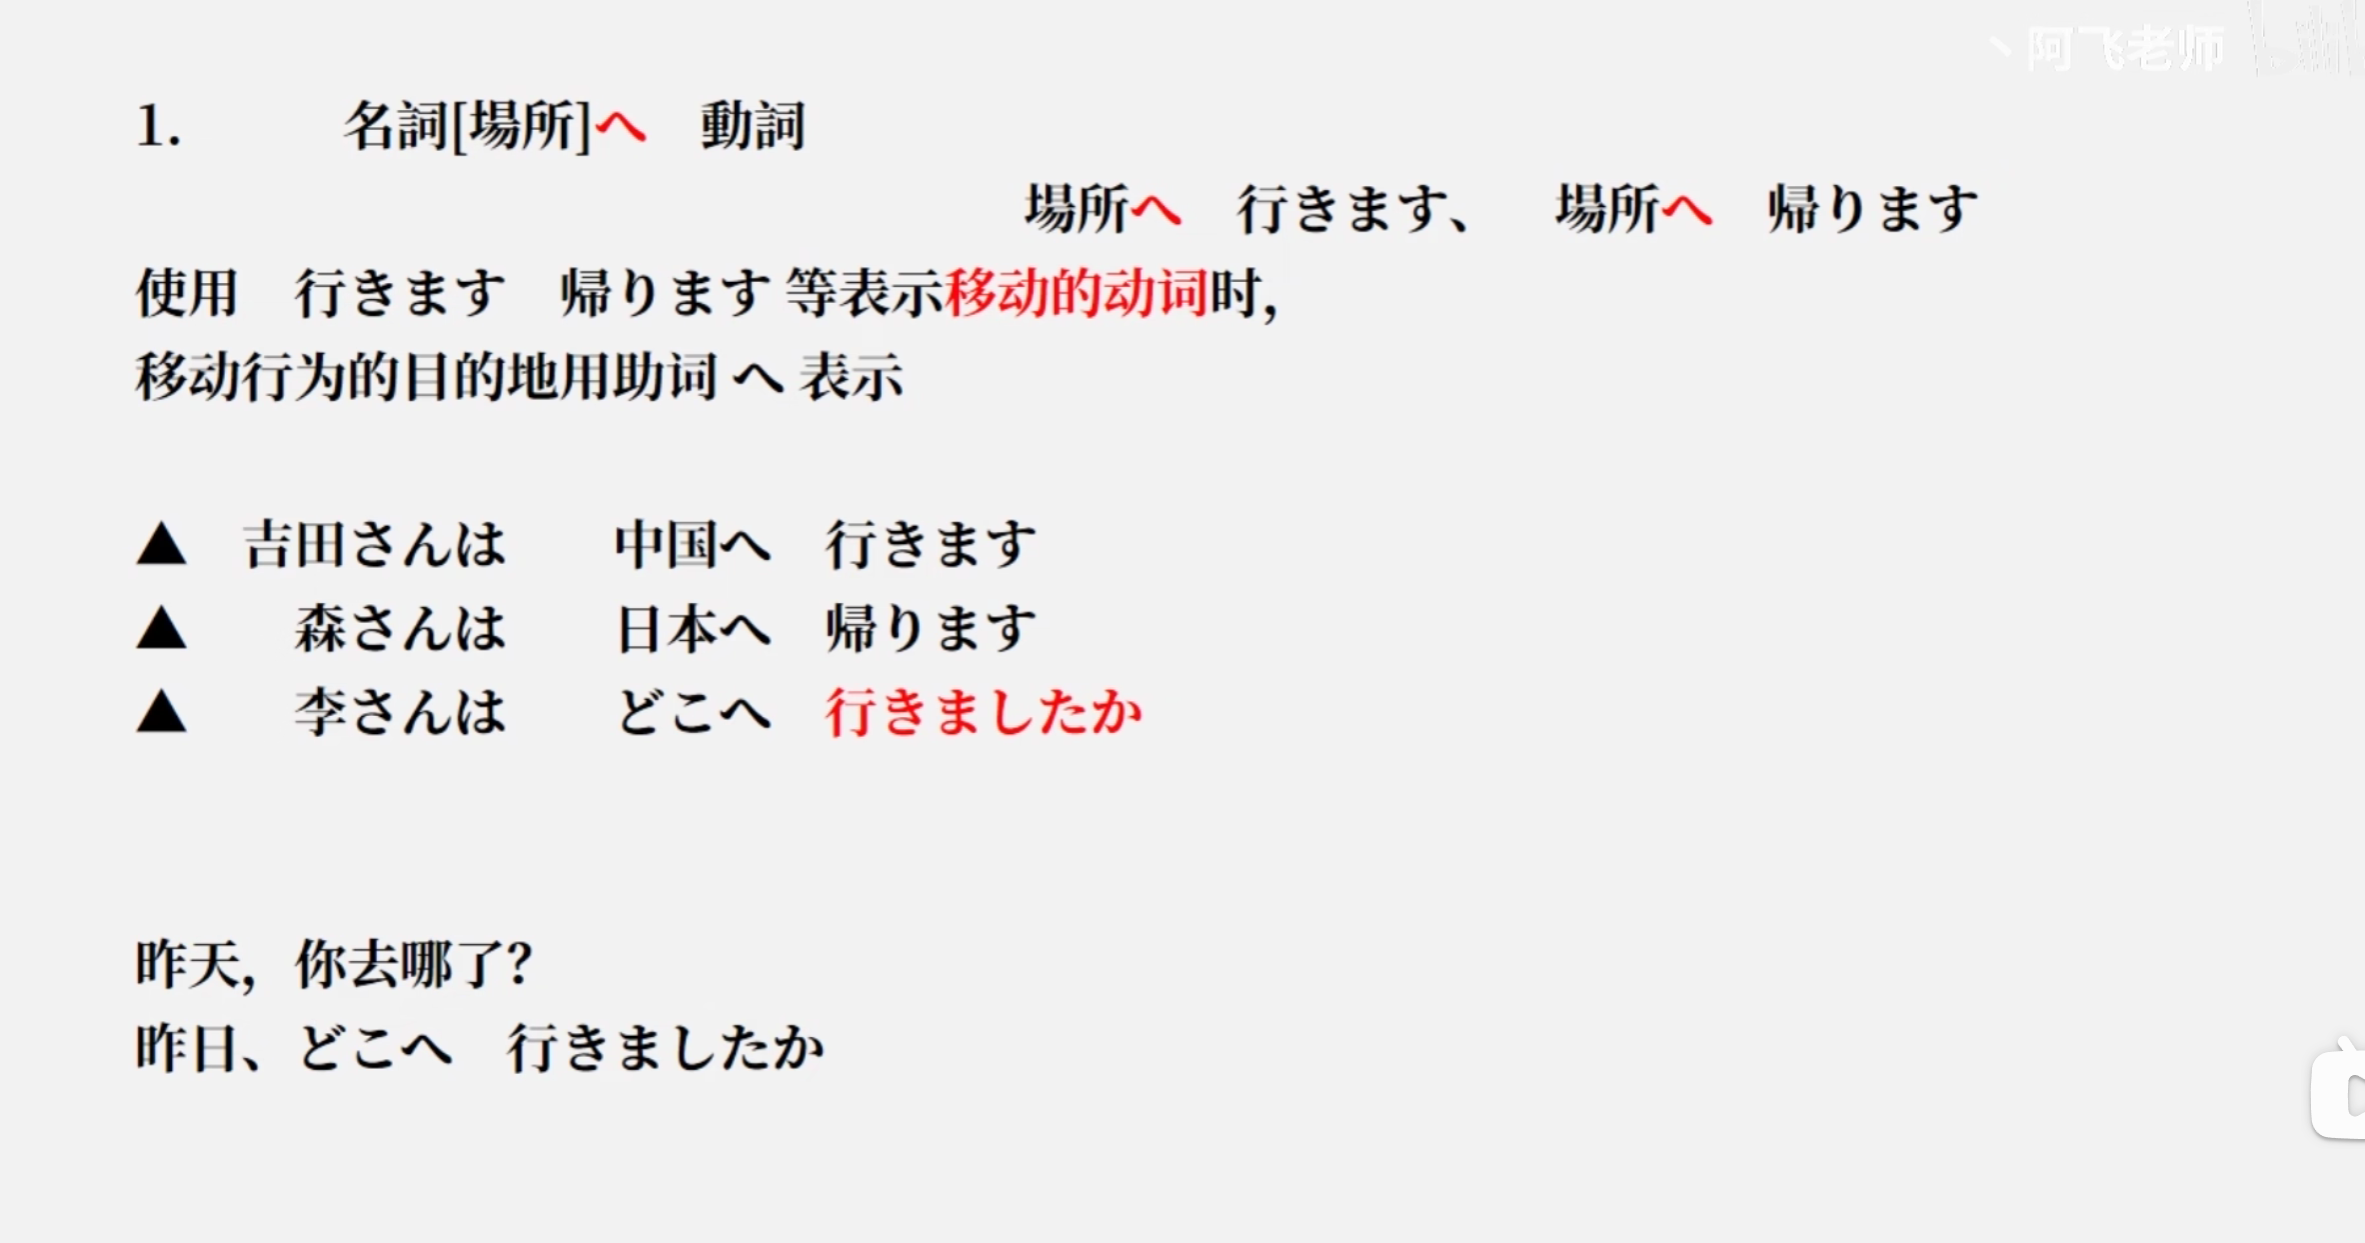 丶阿飞老师
1.　　　名詞[場所]へ　動詞
場所へ　行きます、　場所へ　帰ります
使用　行きます　帰ります 等表示移动的动词时，
移动行为的目的地用助词 へ 表示
▲　吉田さんは　　中国へ　行きます
▲　　森さんは　　日本へ　帰ります
▲　　李さんは　　どこへ　行きましたか
昨天，你去哪了？
昨日、どこへ　行きましたか